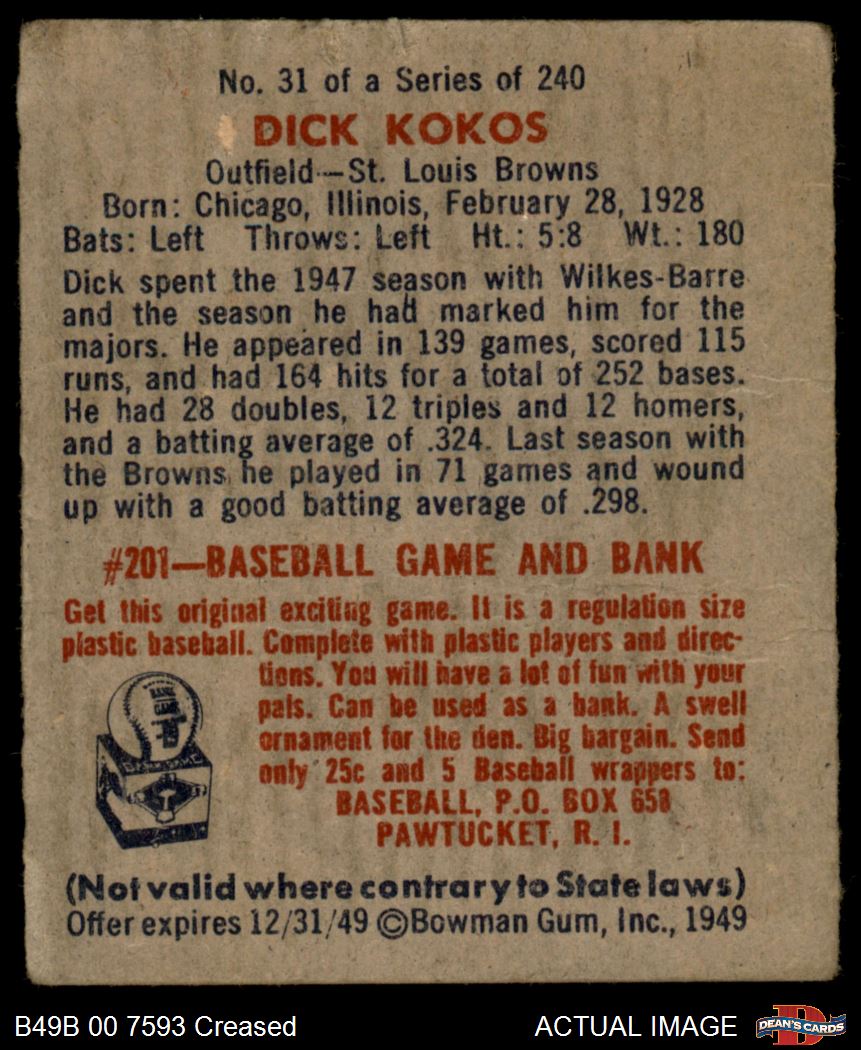 No. 31 of a Series of 240
DICK KOKOS
Outfield—St. Louis Browns
Born: Chicago, Illinois, February 28, 1928
Bats: Left Throws: Left Ht.: 5:8 Wt.: 180
Dick spent the 1947 season with Wilkes-Barre
and the season he had marked him for the
majors. He appeared in 139 games, scored 115
runs, and had 164 hits for a total of 252 bases.
He had 28 doubles, 12 triples and 12 homers,
and a batting average of .324. Last season with
the Browns he played in 71 games and wound
up with a good batting average of .298.
#201—BASEBALL GAME AND BANK
Get this original exciting game. It is a regulation size
plastic baseball. Complete with plastic players and direc-
tions. You will have a lot of fun with your
pals. Can be used as a bank. A swell
ornament for the den. Big bargain. Send
only 25c and 5 Baseball wrappers to:
BASEBALL, P.O. BOX 658
PAWTUCKET, R. I.
(Not valid where contrary to State laws)
Offer expires 12/31/49 ©Bowman Gum, Inc., 1949
B49B 00 7593 Creased
ACTUAL IMAGE
DEAN'S CARDS